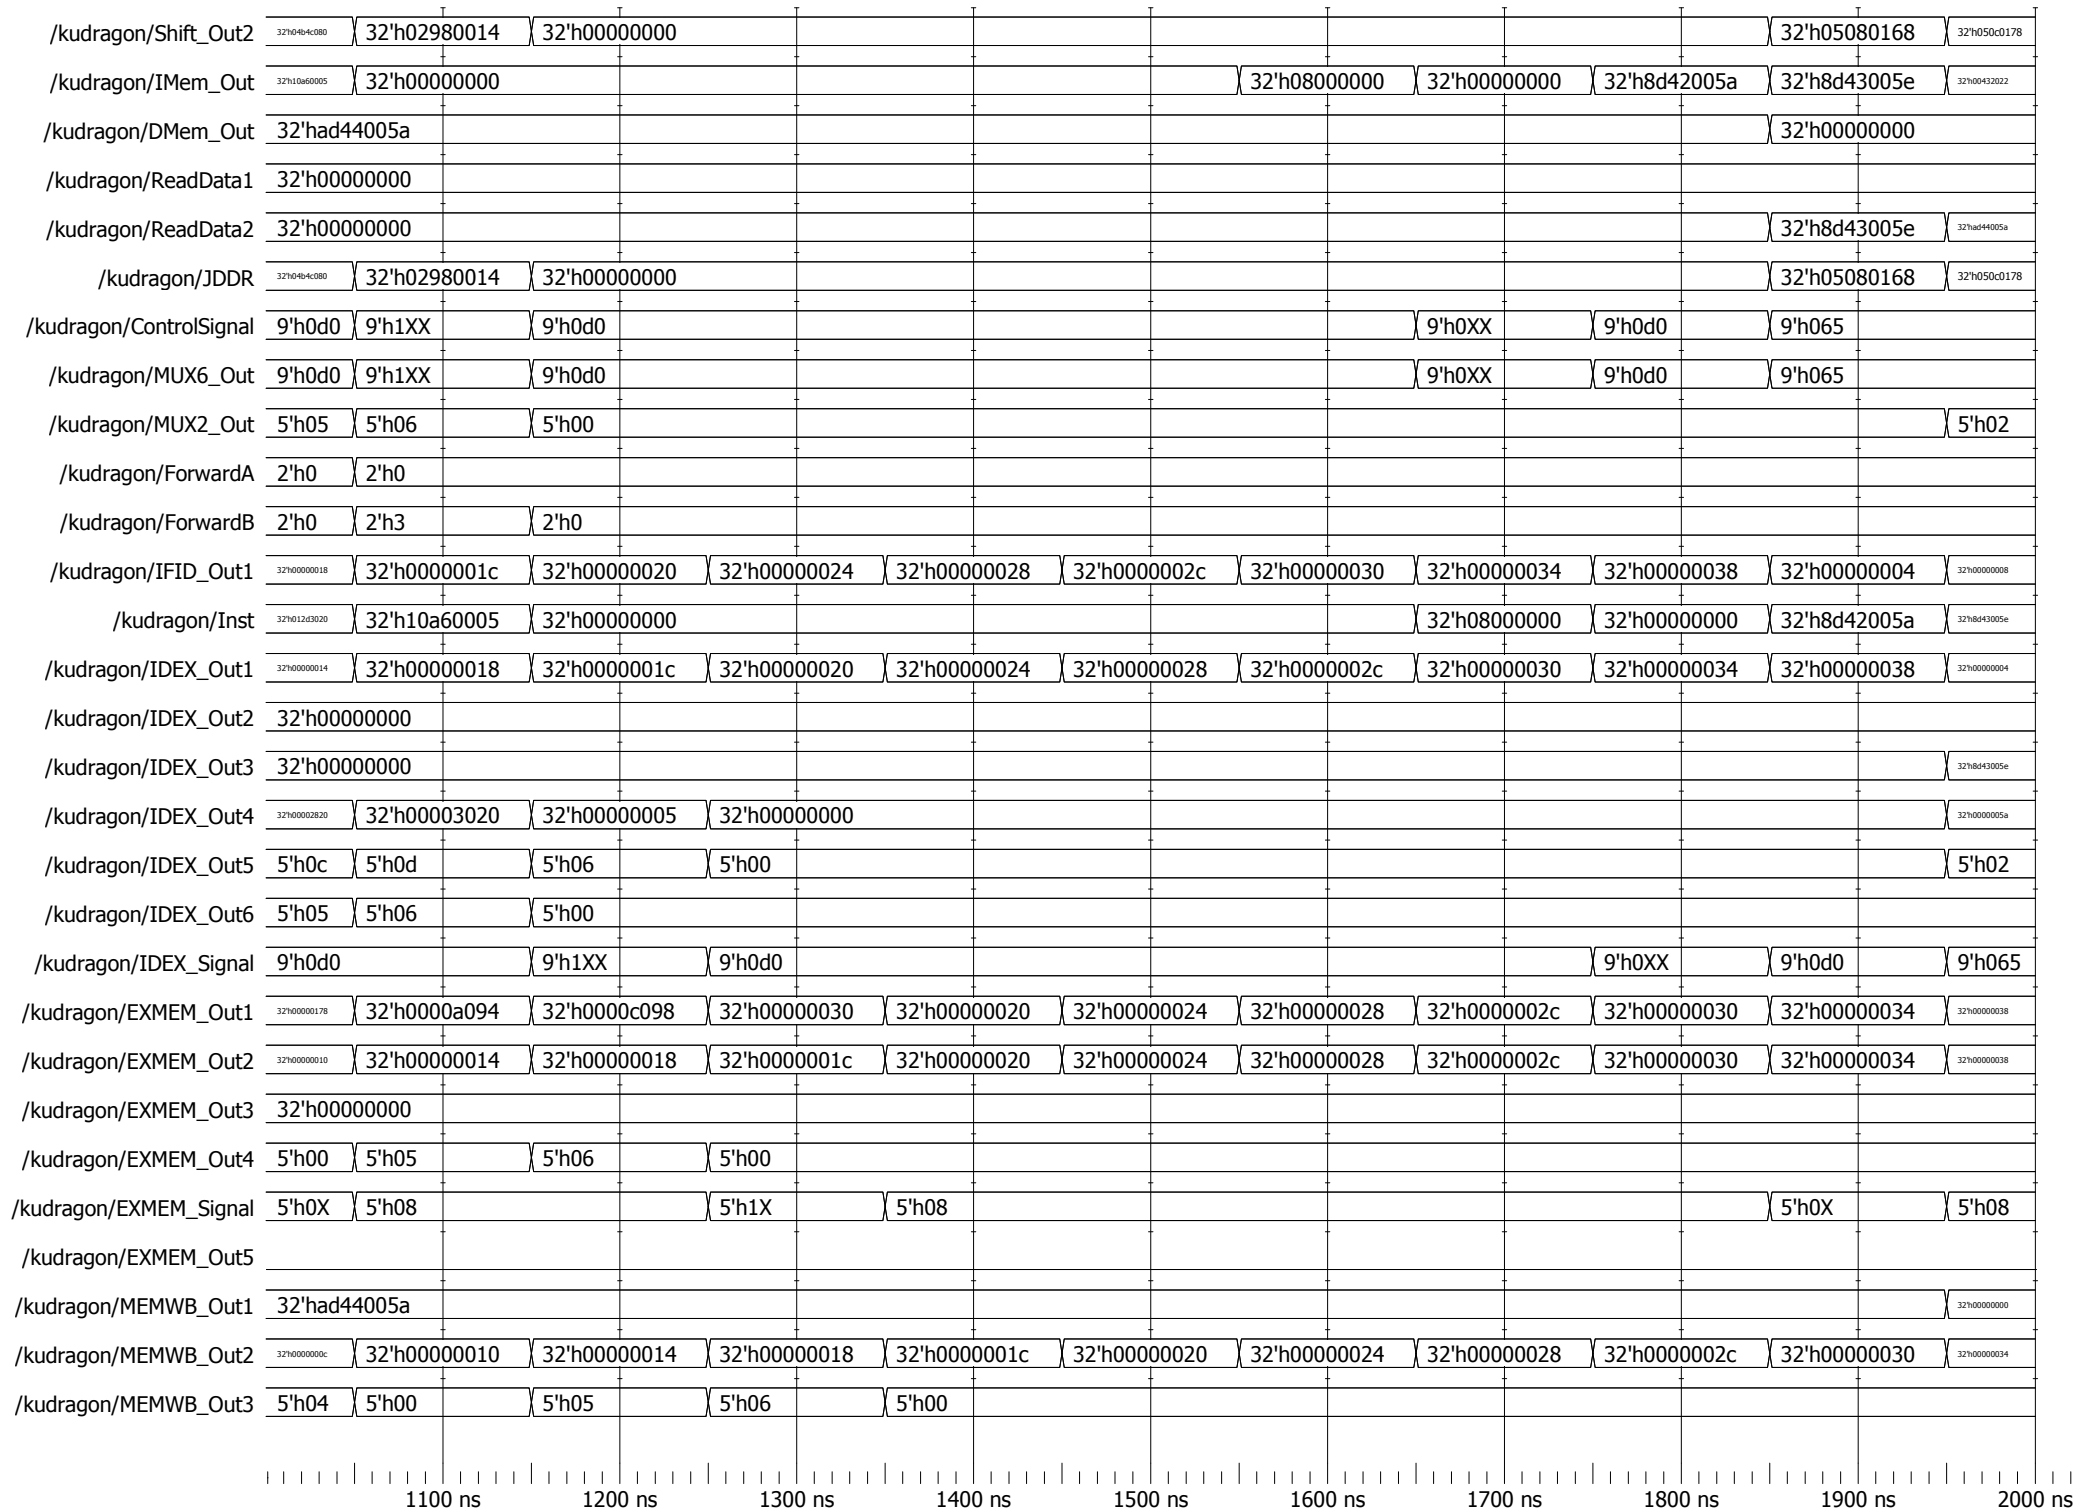 /kudragon/Shift_Out2 32'h04b4c080 32'h02980014 32'h00000000 32'h05080168 32'h050c0178
/kudragon/IMem_Out 32'h10a60005 32'h00000000 32'h08000000 32'h00000000 32'h8d42005a 32'h8d43005e 32'h00432022
/kudragon/DMem_Out 32'had44005a 32'h00000000
/kudragon/ReadData1 32'h00000000
/kudragon/ReadData2 32'h00000000 32'h8d43005e 32'had44005a
/kudragon/JDDR 32'h04b4c080 32'h02980014 32'h00000000 32'h05080168 32'h050c0178
/kudragon/ControlSignal 9'h0d0 9'h1XX 9'h0d0 9'h0XX 9'h0d0 9'h065
/kudragon/MUX6_Out 9'h0d0 9'h1XX 9'h0d0 9'h0XX 9'h0d0 9'h065
/kudragon/MUX2_Out 5'h05 5'h06 5'h00 5'h02
/kudragon/ForwardA 2'h0 2'h0
/kudragon/ForwardB 2'h0 2'h3 2'h0
/kudragon/IFID_Out1 32'h00000018 32'h0000001c 32'h00000020 32'h00000024 32'h00000028 32'h0000002c 32'h00000030 32'h00000034 32'h00000038 32'h00000004 32'h00000008
/kudragon/Inst 32'h012d3020 32'h10a60005 32'h00000000 32'h08000000 32'h00000000 32'h8d42005a 32'h8d43005e
/kudragon/IDEX_Out1 32'h00000014 32'h00000018 32'h0000001c 32'h00000020 32'h00000024 32'h00000028 32'h0000002c 32'h00000030 32'h00000034 32'h00000038 32'h00000004
/kudragon/IDEX_Out2 32'h00000000
/kudragon/IDEX_Out3 32'h00000000 32'h8d43005e
/kudragon/IDEX_Out4 32'h00002820 32'h00003020 32'h00000005 32'h00000000 32'h0000005a
/kudragon/IDEX_Out5 5'h0c 5'h0d 5'h06 5'h00 5'h02
/kudragon/IDEX_Out6 5'h05 5'h06 5'h00
/kudragon/IDEX_Signal 9'h0d0 9'h1XX 9'h0d0 9'h0XX 9'h0d0 9'h065
/kudragon/EXMEM_Out1 32'h00000178 32'h0000a094 32'h0000c098 32'h00000030 32'h00000020 32'h00000024 32'h00000028 32'h0000002c 32'h00000030 32'h00000034 32'h00000038
/kudragon/EXMEM_Out2 32'h00000010 32'h00000014 32'h00000018 32'h0000001c 32'h00000020 32'h00000024 32'h00000028 32'h0000002c 32'h00000030 32'h00000034 32'h00000038
/kudragon/EXMEM_Out3 32'h00000000
/kudragon/EXMEM_Out4 5'h00 5'h05 5'h06 5'h00
/kudragon/EXMEM_Signal 5'h0X 5'h08 5'h1X 5'h08 5'h0X 5'h08
/kudragon/EXMEM_Out5
/kudragon/MEMWB_Out1 32'had44005a 32'h00000000
/kudragon/MEMWB_Out2 32'h0000000c 32'h00000010 32'h00000014 32'h00000018 32'h0000001c 32'h00000020 32'h00000024 32'h00000028 32'h0000002c 32'h00000030 32'h00000034
/kudragon/MEMWB_Out3 5'h04 5'h00 5'h05 5'h06 5'h00
1100 ns 1200 ns 1300 ns 1400 ns 1500 ns 1600 ns 1700 ns 1800 ns 1900 ns 2000 ns